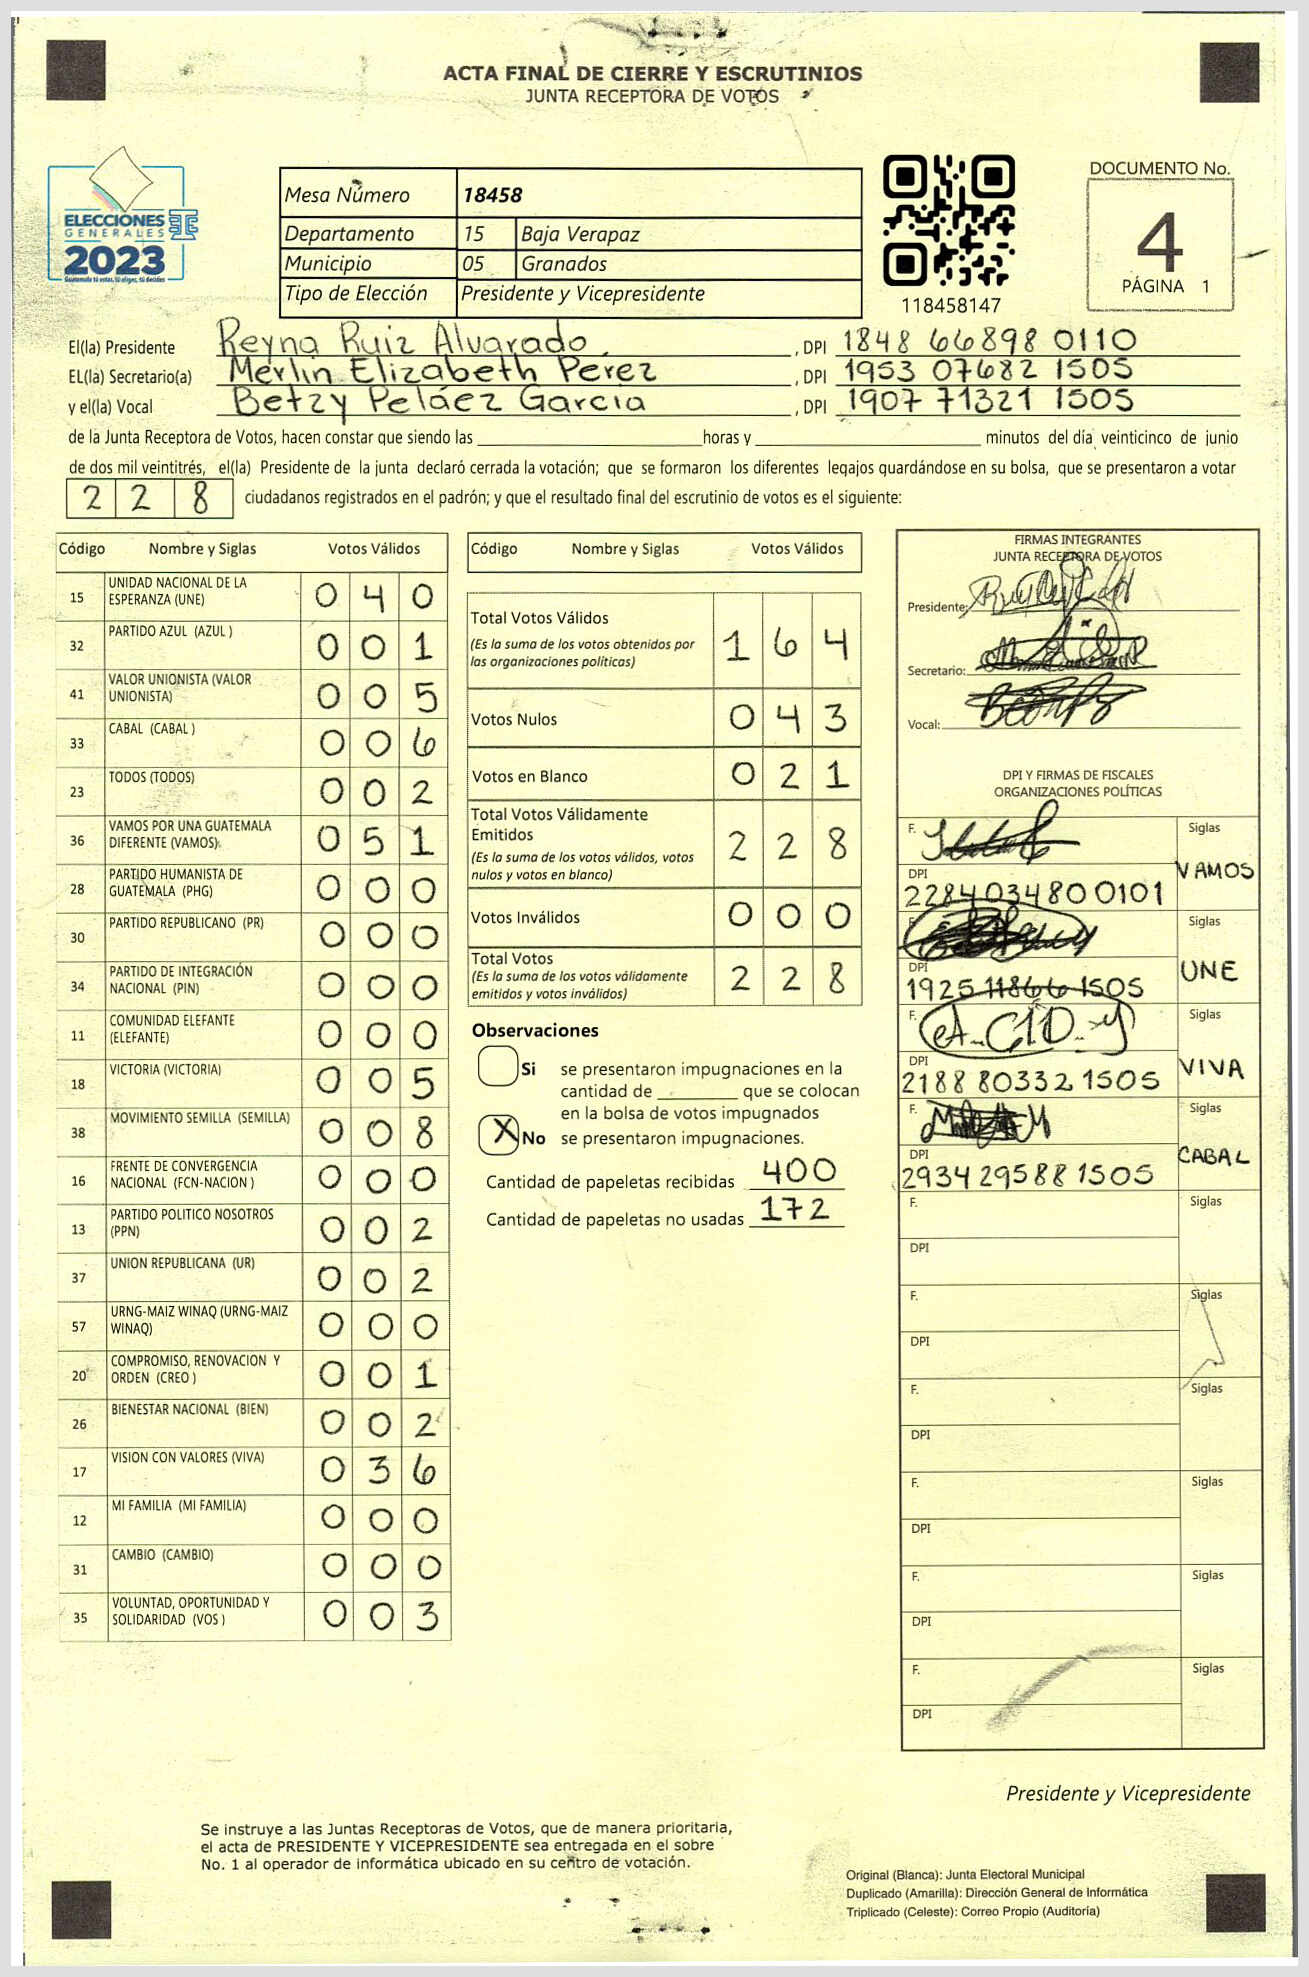 ACTA FINAL DE CIERRE Y ESCRUTINIOS
JUNTA RECEPTORA DE VOTOS
ELECCIONES
GENERALES
2023
Guatemala tú votas, tú eliges, tú decides
Mesa Número 18458
Departamento 15 Baja Verapaz
Municipio 05 Granados
Tipo de Elección Presidente y Vicepresidente
118458147
DOCUMENTO No.
4
PÁGINA 1
El(la) Presidente Reyna Ruiz Alvarado, DPI 1848 66898 0110
EL(la) Secretario(a) Merlin Elizabeth Perez, DPI 1953 07682 1505
y el(la) Vocal Betzy Peláez García, DPI 1907 71321 1505
de la Junta Receptora de Votos, hacen constar que siendo las horas y minutos del día veinticinco de junio
de dos mil veintitrés, el(la) Presidente de la junta declaró cerrada la votación; que se formaron los diferentes legajos guardándose en su bolsa, que se presentaron a votar
2 2 8 ciudadanos registrados en el padrón; y que el resultado final del escrutinio de votos es el siguiente:
Código Nombre y Siglas Votos Válidos
15 UNIDAD NACIONAL DE LA ESPERANZA (UNE) 0 4 0
32 PARTIDO AZUL (AZUL ) 0 0 1
41 VALOR UNIONISTA (VALOR UNIONISTA) 0 0 5
33 CABAL (CABAL ) 0 0 6
23 TODOS (TODOS) 0 0 2
36 VAMOS POR UNA GUATEMALA DIFERENTE (VAMOS) 0 5 1
28 PARTIDO HUMANISTA DE GUATEMALA (PHG) 0 0 0
30 PARTIDO REPUBLICANO (PR) 0 0 0
34 PARTIDO DE INTEGRACIÓN NACIONAL (PIN) 0 0 0
11 COMUNIDAD ELEFANTE (ELEFANTE) 0 0 0
18 VICTORIA (VICTORIA) 0 0 5
38 MOVIMIENTO SEMILLA (SEMILLA) 0 0 8
16 FRENTE DE CONVERGENCIA NACIONAL (FCN-NACION ) 0 0 0
13 PARTIDO POLITICO NOSOTROS (PPN) 0 0 2
37 UNION REPUBLICANA (UR) 0 0 2
57 URNG-MAIZ WINAQ (URNG-MAIZ WINAQ) 0 0 0
20 COMPROMISO, RENOVACION Y ORDEN (CREO ) 0 0 1
26 BIENESTAR NACIONAL (BIEN) 0 0 2
17 VISION CON VALORES (VIVA) 0 3 6
12 MI FAMILIA (MI FAMILIA) 0 0 0
31 CAMBIO (CAMBIO) 0 0 0
35 VOLUNTAD, OPORTUNIDAD Y SOLIDARIDAD (VOS ) 0 0 3
Código Nombre y Siglas Votos Válidos
Total Votos Válidos 1 6 4
(Es la suma de los votos obtenidos por
las organizaciones políticas)
Votos Nulos 0 4 3
Votos en Blanco 0 2 1
Total Votos Válidamente
Emitidos 2 2 8
(Es la suma de los votos válidos, votos
nulos y votos en blanco)
Votos Inválidos 0 0 0
Total Votos 2 2 8
(Es la suma de los votos válidamente
emitidos y votos inválidos)
Observaciones
Si se presentaron impugnaciones en la
cantidad de que se colocan
en la bolsa de votos impugnados
X No se presentaron impugnaciones.
Cantidad de papeletas recibidas 400
Cantidad de papeletas no usadas 172
FIRMAS INTEGRANTES
JUNTA RECEPTORA DE VOTOS
Presidente:
Secretario:
Vocal:
DPI Y FIRMAS DE FISCALES
ORGANIZACIONES POLÍTICAS
F. Siglas
VAMOS
DPI
2284034800101
F. Siglas
UNE
DPI
1925 11866 1505
F. Siglas
VIVA
DPI
2188 80332 1505
F. Siglas
CABAL
DPI
2934 29588 1505
F. Siglas
DPI
F. Siglas
DPI
F. Siglas
DPI
F. Siglas
DPI
F. Siglas
DPI
F. Siglas
DPI
Presidente y Vicepresidente
Se instruye a las Juntas Receptoras de Votos, que de manera prioritaria,
el acta de PRESIDENTE Y VICEPRESIDENTE sea entregada en el sobre
No. 1 al operador de informática ubicado en su centro de votación.
Original (Blanca): Junta Electoral Municipal
Duplicado (Amarilla): Dirección General de Informática
Triplicado (Celeste): Correo Propio (Auditoría)